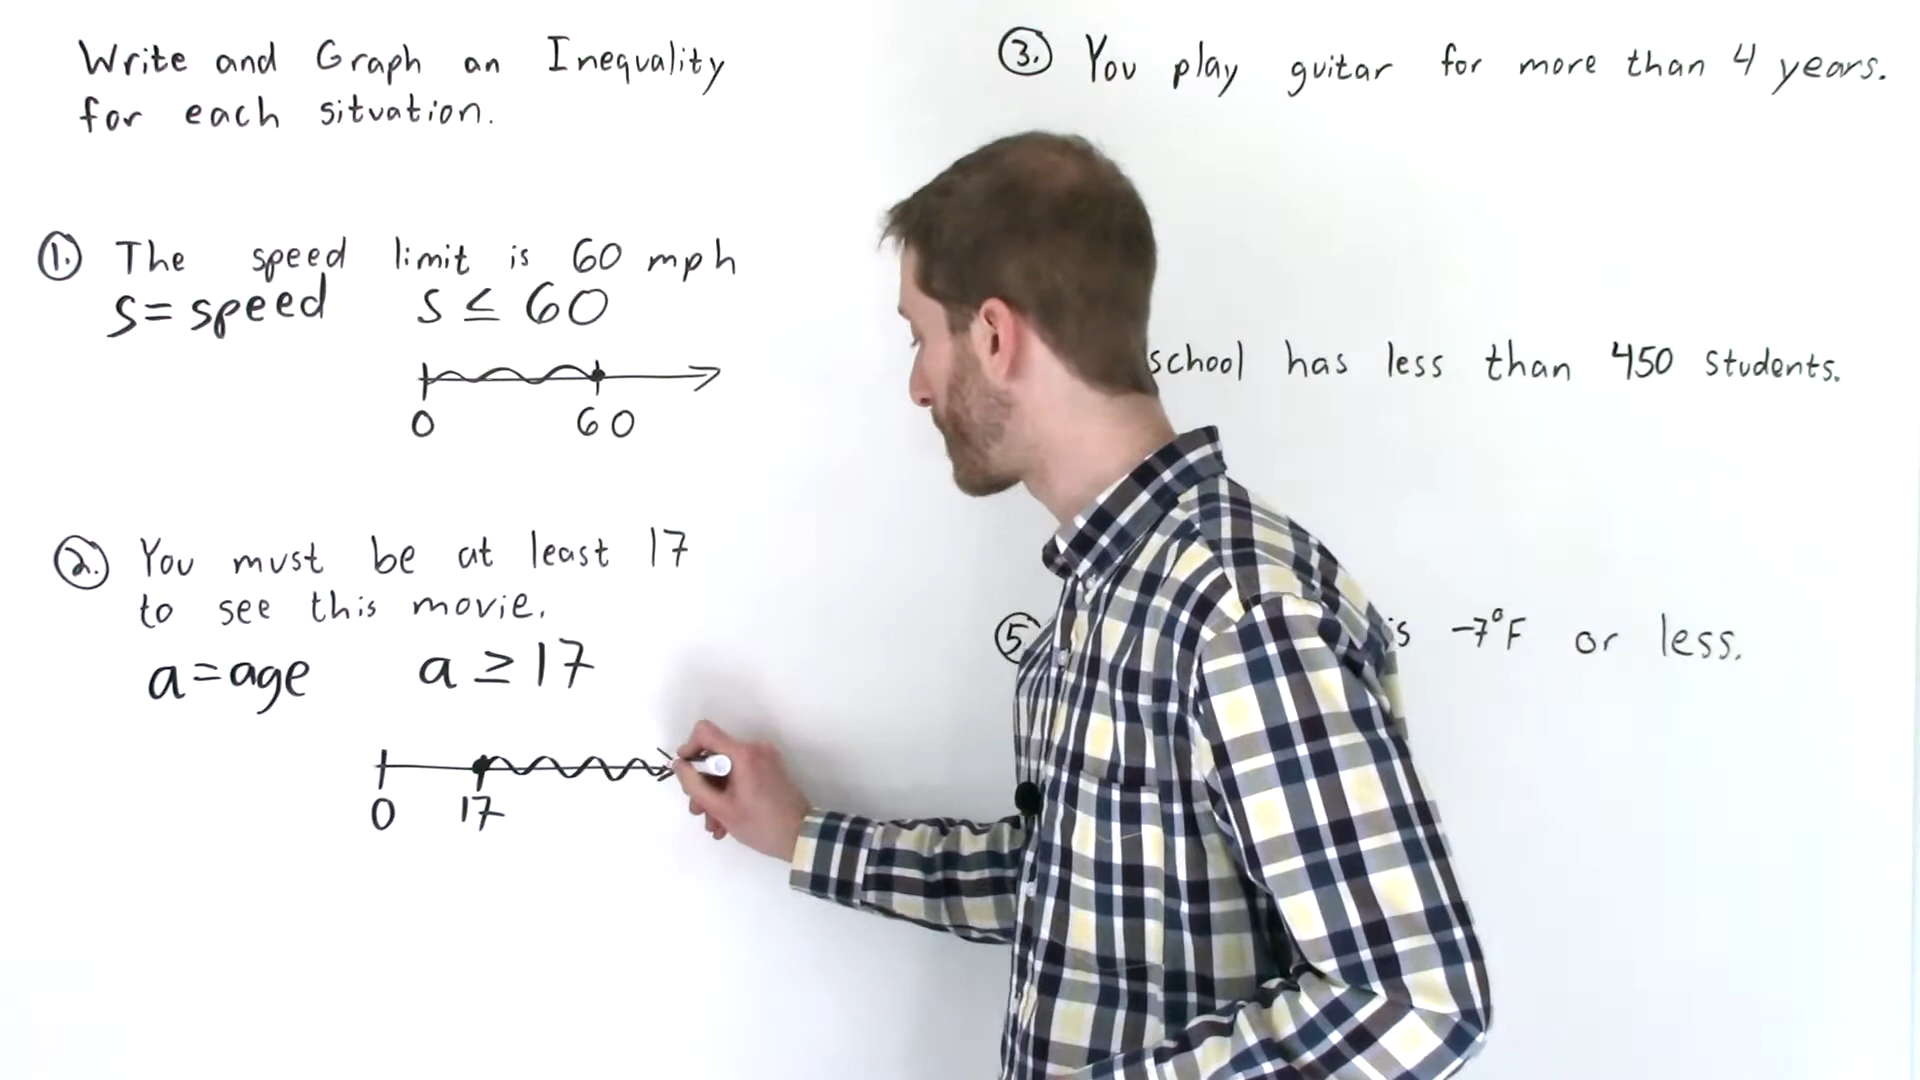 Write and Graph an Inequality
for each situation.
1. The speed limit is 60 mph
s = speed s ≤ 60
0 60
2. You must be at least 17
to see this movie.
a = age a ≥ 17
0 17
3. You play guitar for more than 4 years.
school has less than 450 students.
5. is -7°F or less.